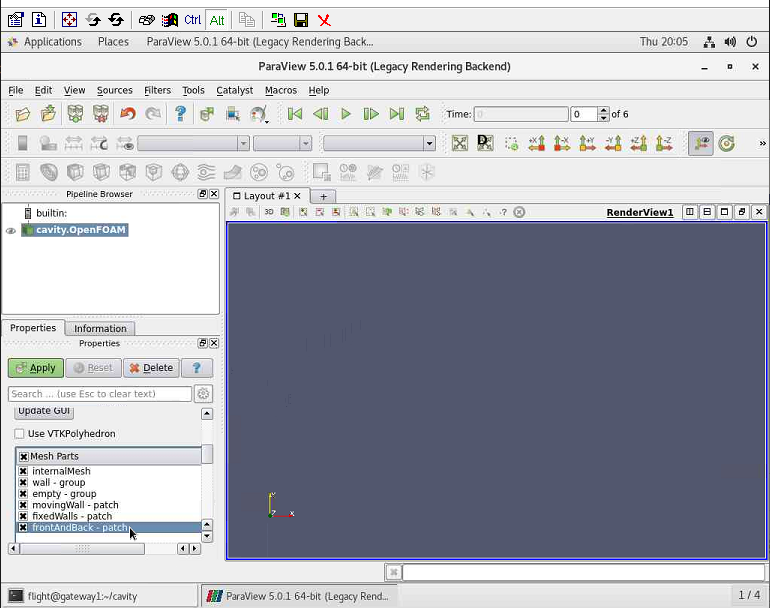 Ctrl Alt
Applications Places ParaView 5.0.1 64-bit (Legacy Rendering Back... Thu 20:05
ParaView 5.0.1 64-bit (Legacy Rendering Backend)
File Edit View Sources Filters Tools Catalyst Macros Help
Time: 0 0 of 6
Pipeline Browser
builtin:
cavity.OpenFOAM
Layout #1
3D
RenderView1
Properties Information
Properties
Apply Reset Delete ?
Search ... (use Esc to clear text)
Update GUI
Use VTKPolyhedron
Mesh Parts
internalMesh
wall - group
empty - group
movingWall - patch
fixedWalls - patch
frontAndBack - patch
Y
Z X
flight@gateway1:~/cavity ParaView 5.0.1 64-bit (Legacy Rend... 1 / 4